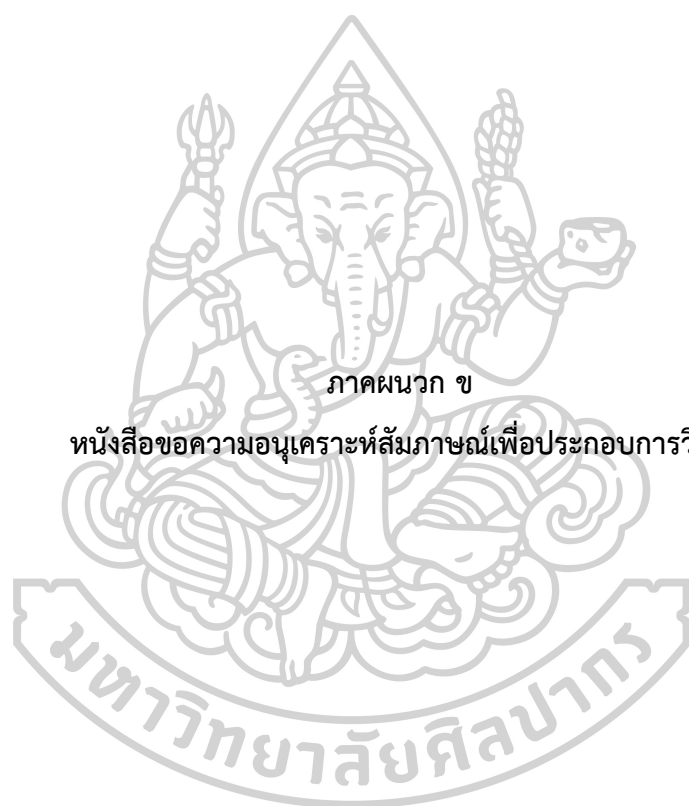 ภาคผนวก ข
หนังสือขอความอนุเคราะห์สัมภาษณ์เพื่อประกอบการ
มหาวิทยาลัยศิลปากร